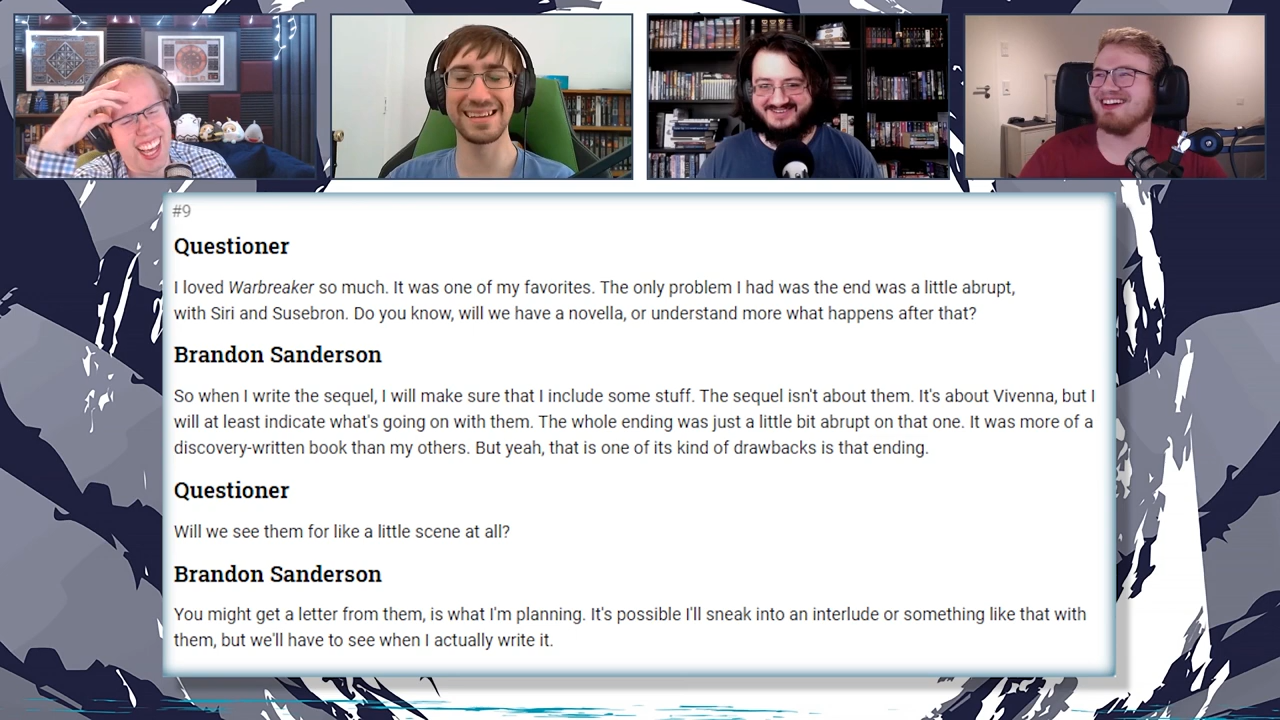 #9
Questioner
I loved Warbreaker so much. It was one of my favorites. The only problem I had was the end was a little abrupt,
with Siri and Susebron. Do you know, will we have a novella, or understand more what happens after that?
Brandon Sanderson
So when I write the sequel, I will make sure that I include some stuff. The sequel isn't about them. It's about Vivenna, but I
will at least indicate what's going on with them. The whole ending was just a little bit abrupt on that one. It was more of a
discovery-written book than my others. But yeah, that is one of its kind of drawbacks is that ending.
Questioner
Will we see them for like a little scene at all?
Brandon Sanderson
You might get a letter from them, is what I'm planning. It's possible I'll sneak into an interlude or something like that with
them, but we'll have to see when I actually write it.